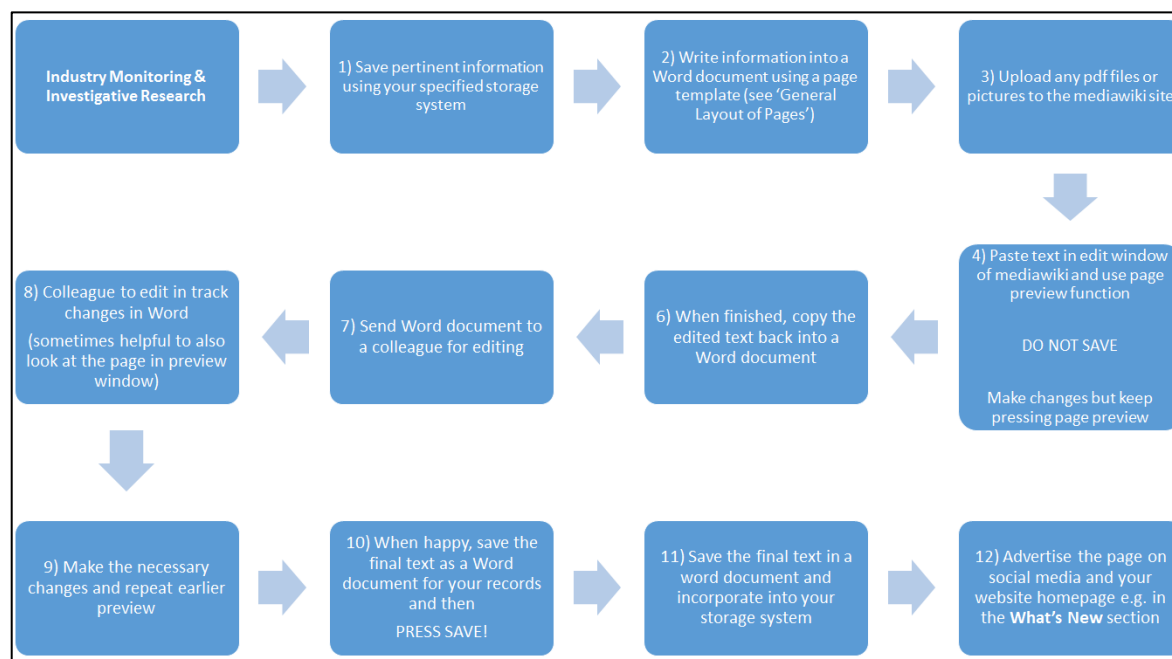 Industry Monitoring &
Investigative Research
1) Save pertinent information
using your specified storage
system
2) Write information into a
Word document using a page
template (see ‘General
Layout of Pages’)
3) Upload any pdf files or
pictures to the mediawiki site
4) Paste text in edit window
of mediawiki and use page
preview function
DO NOT SAVE
Make changes but keep
pressing page preview
6) When finished, copy the
edited text back into a
Word document
7) Send Word document to
a colleague for editing
8) Colleague to edit in track
changes in Word
(sometimes helpful to also
look at the page in preview
window)
9) Make the necessary
changes and repeat earlier
preview
10) When happy, save the
final text as a Word
document for your records
and then
PRESS SAVE!
11) Save the final text in a
word document and
incorporate into your
storage system
12) Advertise the page on
social media and your
website homepage e.g. in
the What’s New section